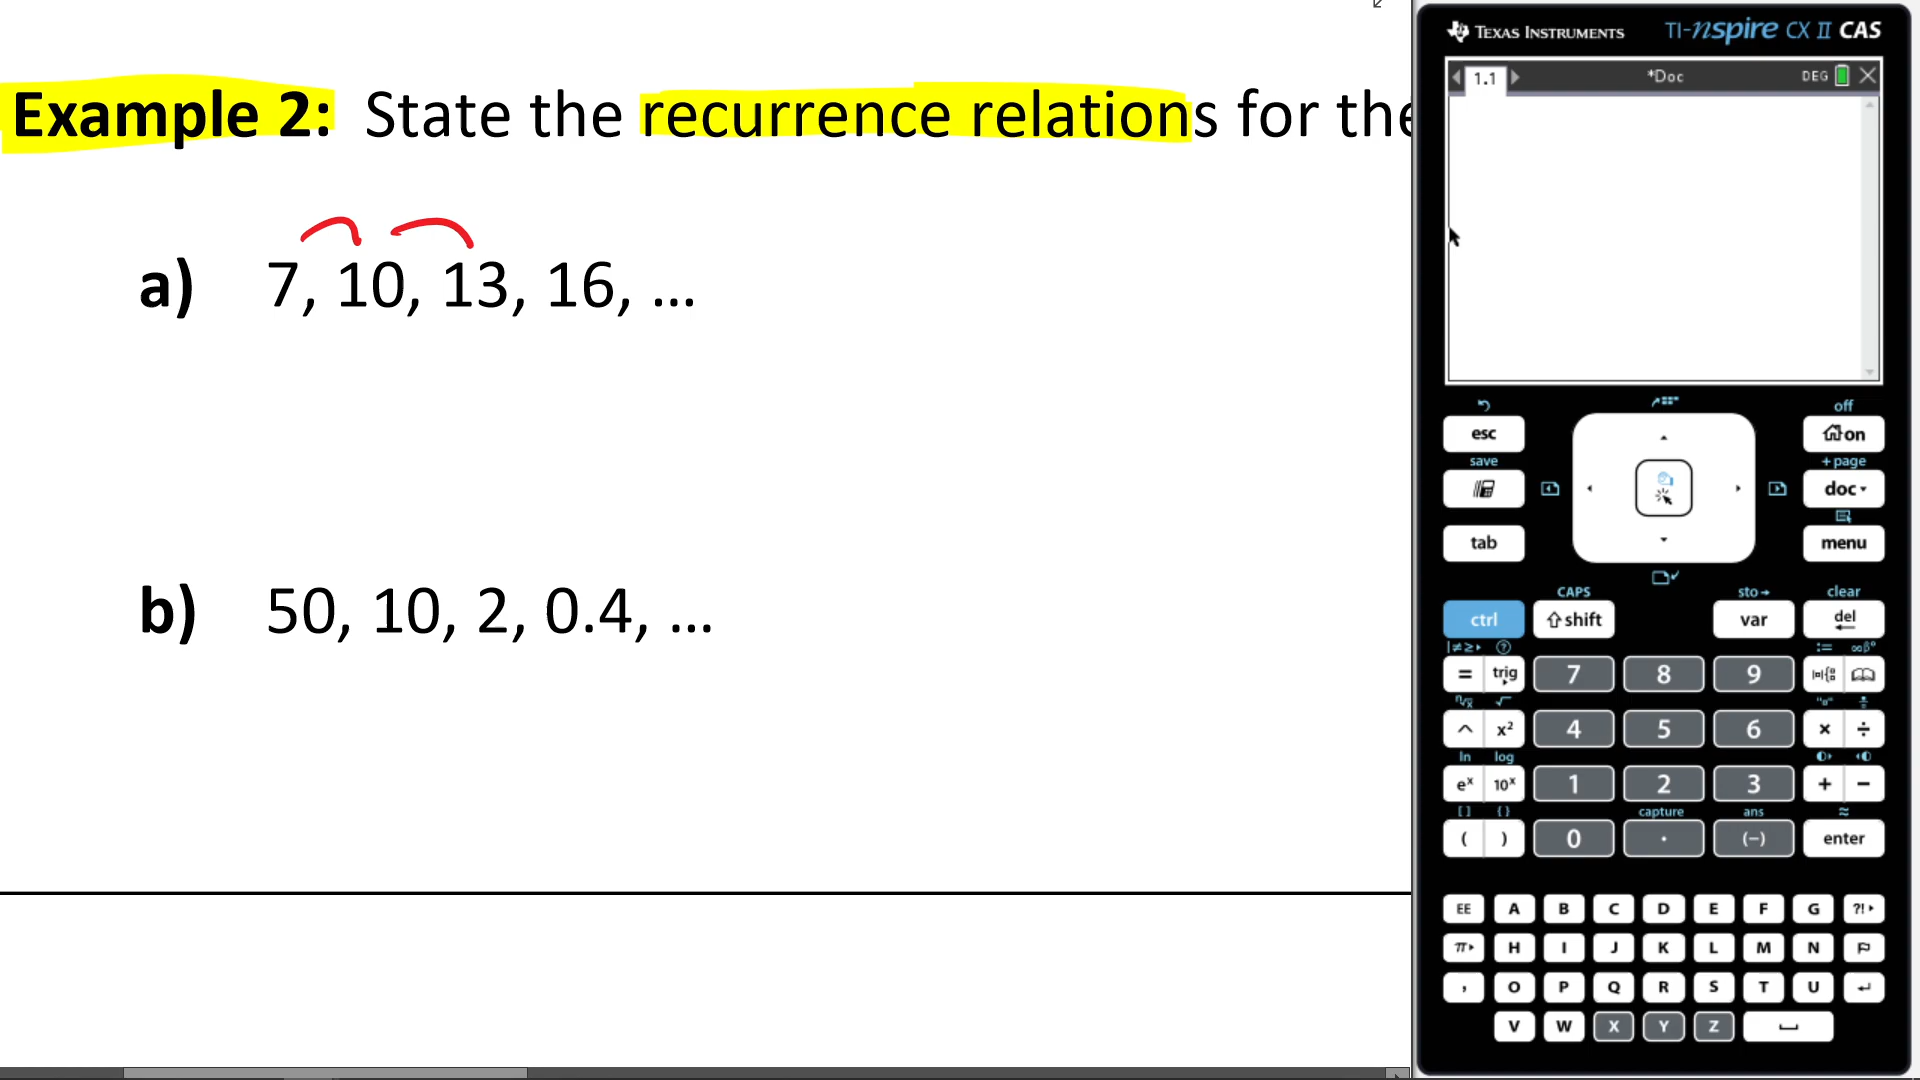 Example 2: State the recurrence relations for the
a) 7, 10, 13, 16, ...
b) 50, 10, 2, 0.4, ...
TEXAS INSTRUMENTS TI-nspire CX II CAS
1.1 *Doc DEG
off
esc on
save + page
doc
tab menu
CAPS sto→ clear
ctrl shift var del
|≠≥▸ ? := ∞β°
= trig 7 8 9
ⁿ√x √
^ x² 4 5 6 × ÷
ln log
eˣ 10ˣ 1 2 3 + −
[ ] { } capture ans ≈
( ) 0 . (−) enter
EE A B C D E F G ?!▸
π▸ H I J K L M N
, O P Q R S T U
V W X Y Z